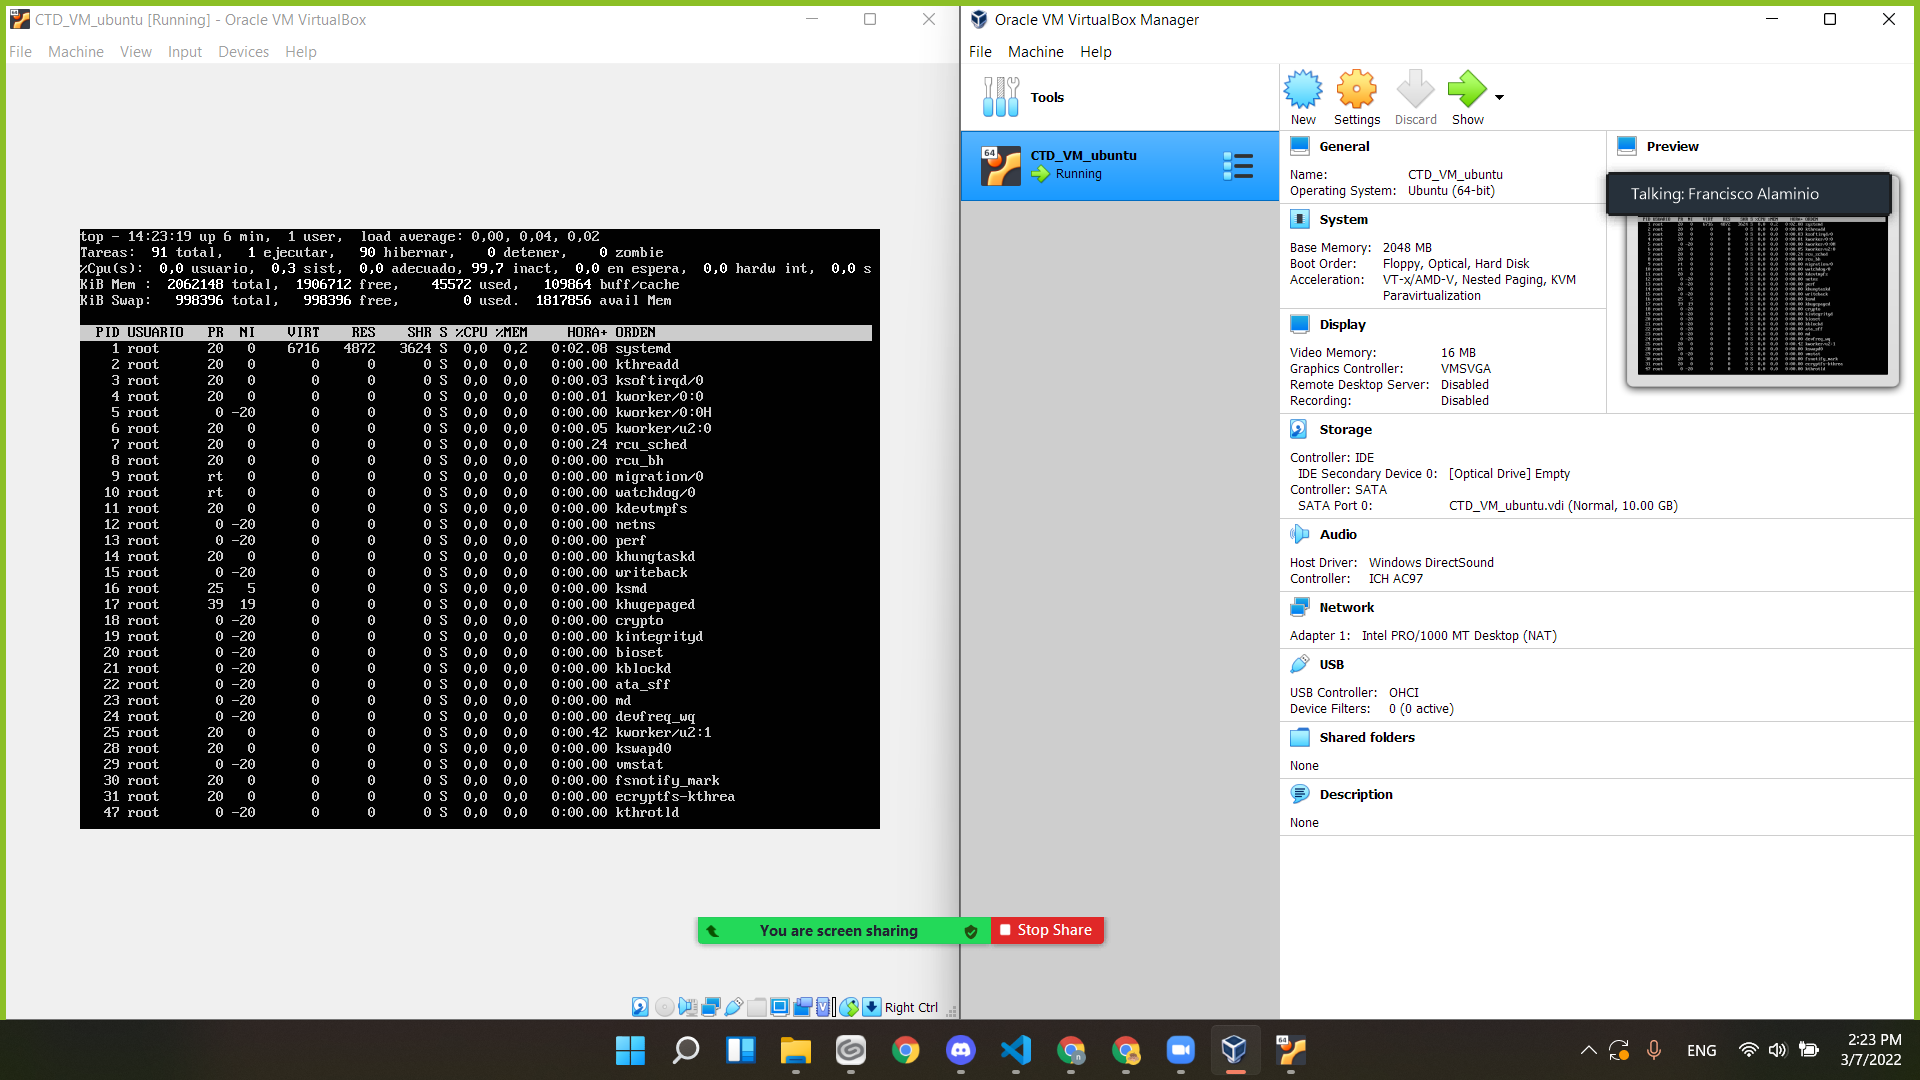 CTD_VM_ubuntu [Running] - Oracle VM VirtualBox
File Machine View Input Devices Help
top - 14:23:19 up 6 min,  1 user,  load average: 0,00, 0,04, 0,02
Tareas:  91 total,   1 ejecutar,  90 hibernar,    0 detener,    0 zombie
%Cpu(s):  0,0 usuario,  0,3 sist,  0,0 adecuado, 99,7 inact,  0,0 en espera,  0,0 hardw int,  0,0 s
KiB Mem :  2062148 total,  1906712 free,    45572 used,   109864 buff/cache
KiB Swap:   998396 total,   998396 free,        0 used.  1817856 avail Mem
PID USUARIO PR NI VIRT RES SHR S %CPU %MEM HORA+ ORDEN
1 root 20 0 6716 4872 3624 S 0,0 0,2 0:02.08 systemd
2 root 20 0 0 0 0 S 0,0 0,0 0:00.00 kthreadd
3 root 20 0 0 0 0 S 0,0 0,0 0:00.03 ksoftirqd/0
4 root 20 0 0 0 0 S 0,0 0,0 0:00.01 kworker/0:0
5 root 0 -20 0 0 0 S 0,0 0,0 0:00.00 kworker/0:0H
6 root 20 0 0 0 0 S 0,0 0,0 0:00.05 kworker/u2:0
7 root 20 0 0 0 0 S 0,0 0,0 0:00.24 rcu_sched
8 root 20 0 0 0 0 S 0,0 0,0 0:00.00 rcu_bh
9 root rt 0 0 0 0 S 0,0 0,0 0:00.00 migration/0
10 root rt 0 0 0 0 S 0,0 0,0 0:00.00 watchdog/0
11 root 20 0 0 0 0 S 0,0 0,0 0:00.00 kdevtmpfs
12 root 0 -20 0 0 0 S 0,0 0,0 0:00.00 netns
13 root 0 -20 0 0 0 S 0,0 0,0 0:00.00 perf
14 root 20 0 0 0 0 S 0,0 0,0 0:00.00 khungtaskd
15 root 0 -20 0 0 0 S 0,0 0,0 0:00.00 writeback
16 root 25 5 0 0 0 S 0,0 0,0 0:00.00 ksmd
17 root 39 19 0 0 0 S 0,0 0,0 0:00.00 khugepaged
18 root 0 -20 0 0 0 S 0,0 0,0 0:00.00 crypto
19 root 0 -20 0 0 0 S 0,0 0,0 0:00.00 kintegrityd
20 root 0 -20 0 0 0 S 0,0 0,0 0:00.00 bioset
21 root 0 -20 0 0 0 S 0,0 0,0 0:00.00 kblockd
22 root 0 -20 0 0 0 S 0,0 0,0 0:00.00 ata_sff
23 root 0 -20 0 0 0 S 0,0 0,0 0:00.00 md
24 root 0 -20 0 0 0 S 0,0 0,0 0:00.00 devfreq_wq
25 root 20 0 0 0 0 S 0,0 0,0 0:00.42 kworker/u2:1
28 root 20 0 0 0 0 S 0,0 0,0 0:00.00 kswapd0
29 root 0 -20 0 0 0 S 0,0 0,0 0:00.00 vmstat
30 root 20 0 0 0 0 S 0,0 0,0 0:00.00 fsnotify_mark
31 root 20 0 0 0 0 S 0,0 0,0 0:00.00 ecryptfs-kthrea
47 root 0 -20 0 0 0 S 0,0 0,0 0:00.00 kthrotld
Right Ctrl
Oracle VM VirtualBox Manager
File Machine Help
Tools
New Settings Discard Show
64
CTD_VM_ubuntu
Running
General
Name: CTD_VM_ubuntu
Operating System: Ubuntu (64-bit)
System
Base Memory: 2048 MB
Boot Order: Floppy, Optical, Hard Disk
Acceleration: VT-x/AMD-V, Nested Paging, KVM
Paravirtualization
Display
Video Memory: 16 MB
Graphics Controller: VMSVGA
Remote Desktop Server: Disabled
Recording: Disabled
Preview
Talking: Francisco Alaminio
Storage
Controller: IDE
IDE Secondary Device 0: [Optical Drive] Empty
Controller: SATA
SATA Port 0: CTD_VM_ubuntu.vdi (Normal, 10.00 GB)
Audio
Host Driver: Windows DirectSound
Controller: ICH AC97
Network
Adapter 1: Intel PRO/1000 MT Desktop (NAT)
USB
USB Controller: OHCI
Device Filters: 0 (0 active)
Shared folders
None
Description
None
You are screen sharing Stop Share
ENG
2:23 PM
3/7/2022